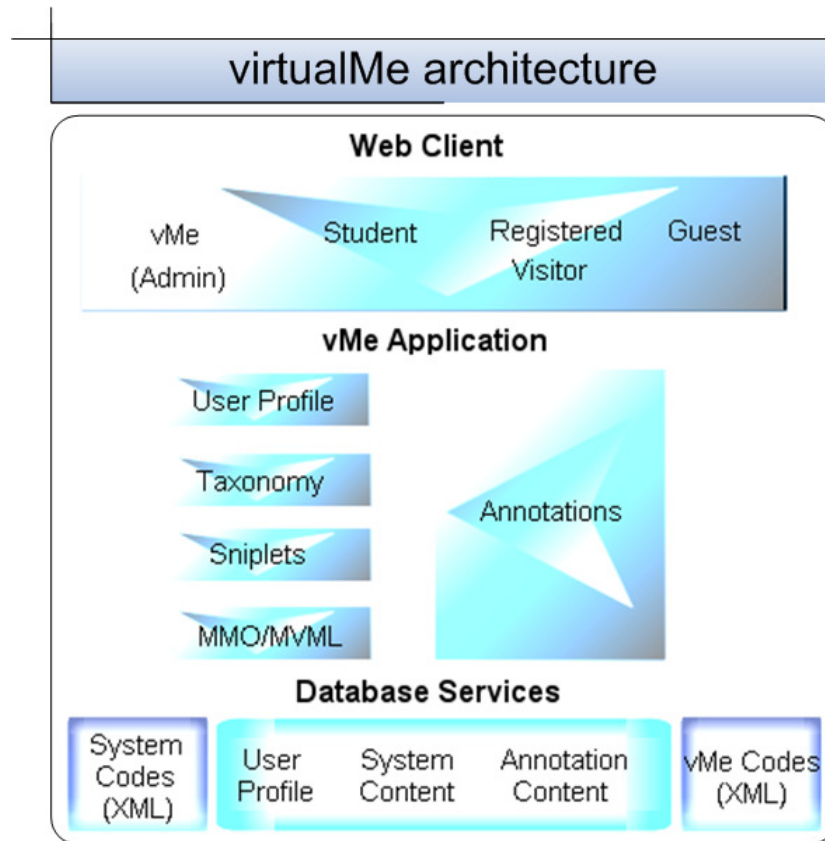 virtualMe architecture
Web Client
vMe
(Admin)
Student
Registered
Visitor
Guest
vMe Application
User Profile
Taxonomy
Sniplets
MMO/MVML
Annotations
Database Services
System
Codes
(XML)
User
Profile
System
Content
Annotation
Content
vMe Codes
(XML)